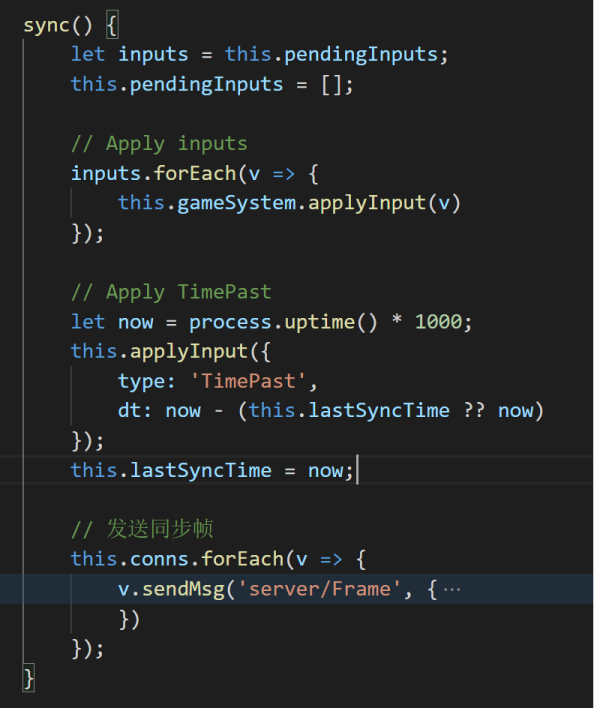 sync() {
let inputs = this.pendingInputs;
this.pendingInputs = [];
// Apply inputs
inputs.forEach(v => {
this.gameSystem.applyInput(v)
});
// Apply TimePast
let now = process.uptime() * 1000;
this.applyInput({
type: 'TimePast',
dt: now - (this.lastSyncTime ?? now)
});
this.lastSyncTime = now;
// 发送同步帧
this.conns.forEach(v => {
v.sendMsg('server/Frame', {···
})
});
}